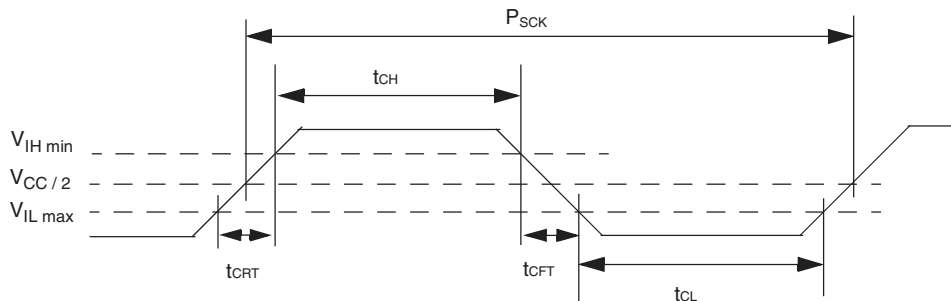 PSCK
tCH
VIH min
VCC / 2
VIL max
tCRT
tCFT
tCL